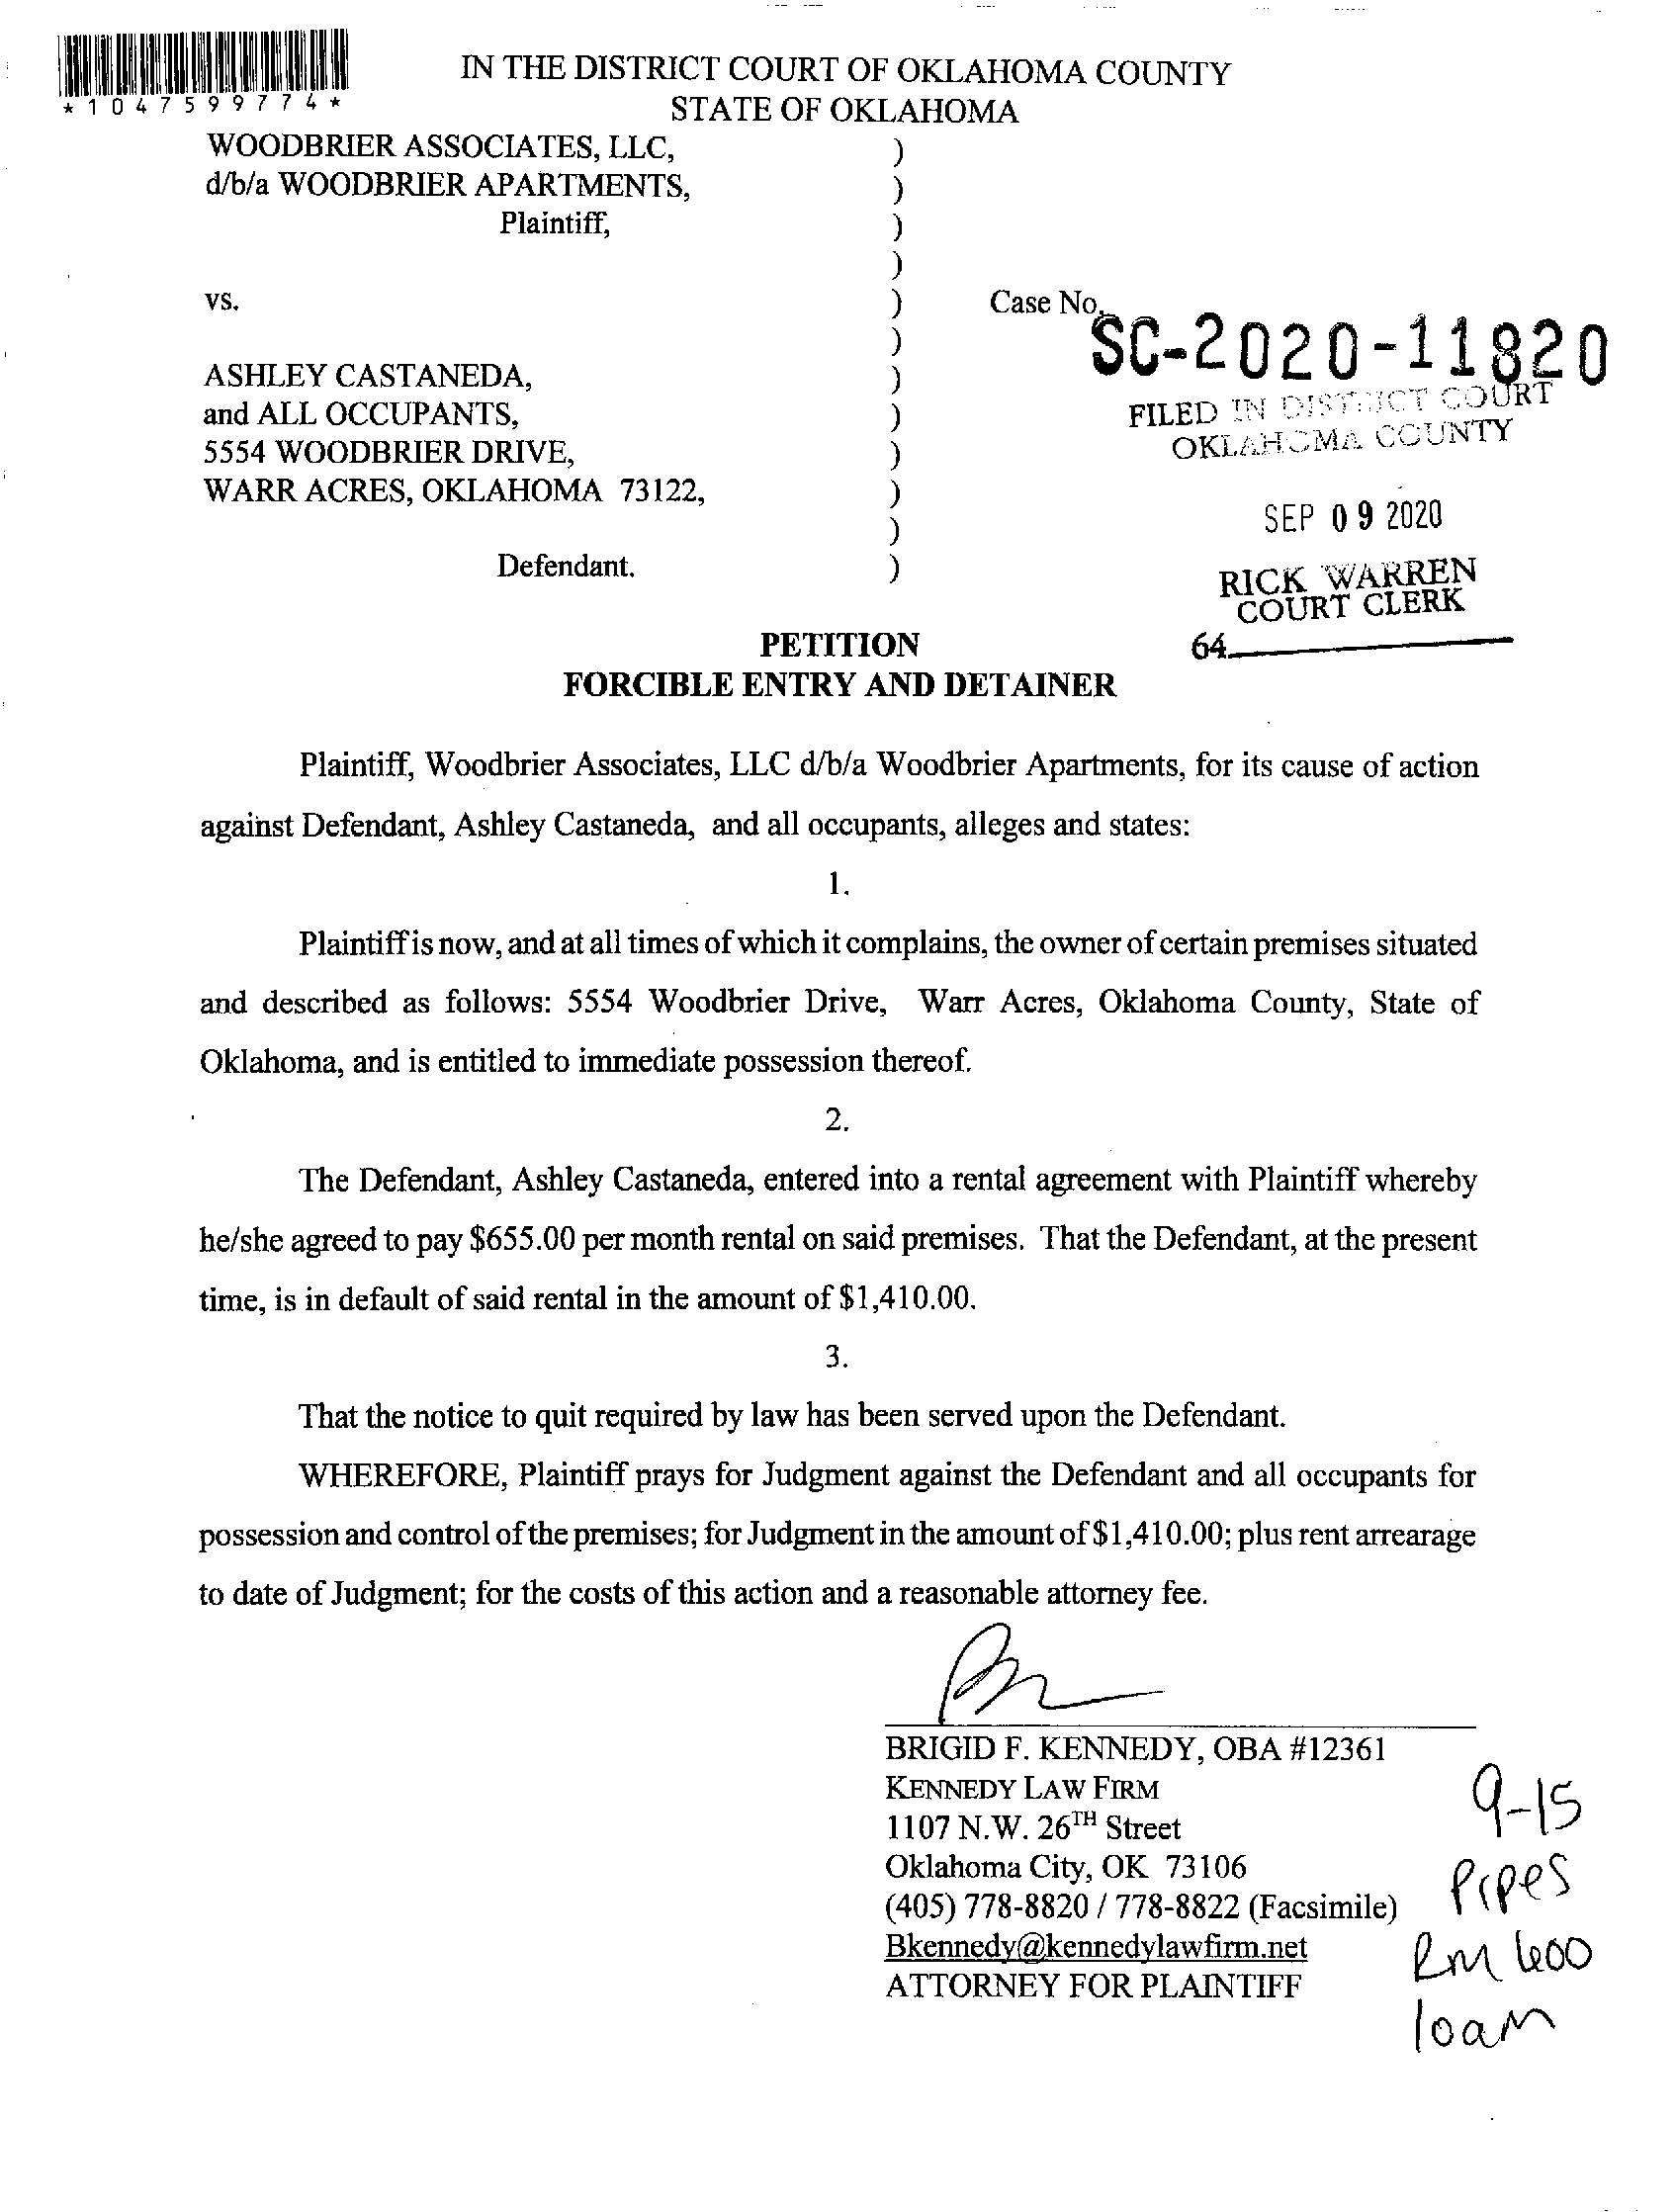 *1047599774*
IN THE DISTRICT COURT OF OKLAHOMA COUNTY
STATE OF OKLAHOMA
WOODBRIER ASSOCIATES, LLC, )
d/b/a WOODBRIER APARTMENTS, )
Plaintiff, )
)
vs. ) Case No.
SC-2020-11820
)
ASHLEY CASTANEDA, )
and ALL OCCUPANTS, )
FILED IN DISTRICT COURT
OKLAHOMA COUNTY
5554 WOODBRIER DRIVE, )
WARR ACRES, OKLAHOMA 73122, )
SEP 09 2020
)
Defendant. )
RICK WARREN
COURT CLERK
64
PETITION
FORCIBLE ENTRY AND DETAINER
Plaintiff, Woodbrier Associates, LLC d/b/a Woodbrier Apartments, for its cause of action
against Defendant, Ashley Castaneda, and all occupants, alleges and states:
1.
Plaintiff is now, and at all times of which it complains, the owner of certain premises situated
and described as follows: 5554 Woodbrier Drive, Warr Acres, Oklahoma County, State of
Oklahoma, and is entitled to immediate possession thereof.
2.
The Defendant, Ashley Castaneda, entered into a rental agreement with Plaintiff whereby
he/she agreed to pay $655.00 per month rental on said premises. That the Defendant, at the present
time, is in default of said rental in the amount of $1,410.00.
3.
That the notice to quit required by law has been served upon the Defendant.
WHEREFORE, Plaintiff prays for Judgment against the Defendant and all occupants for
possession and control of the premises; for Judgment in the amount of $1,410.00; plus rent arrearage
to date of Judgment; for the costs of this action and a reasonable attorney fee.
BRIGID F. KENNEDY, OBA #12361
KENNEDY LAW FIRM
1107 N.W. 26TH Street
Oklahoma City, OK 73106
(405) 778-8820 / 778-8822 (Facsimile)
Bkennedy@kennedylawfirm.net
ATTORNEY FOR PLAINTIFF
9-15
Pipes
Rm 600
10am